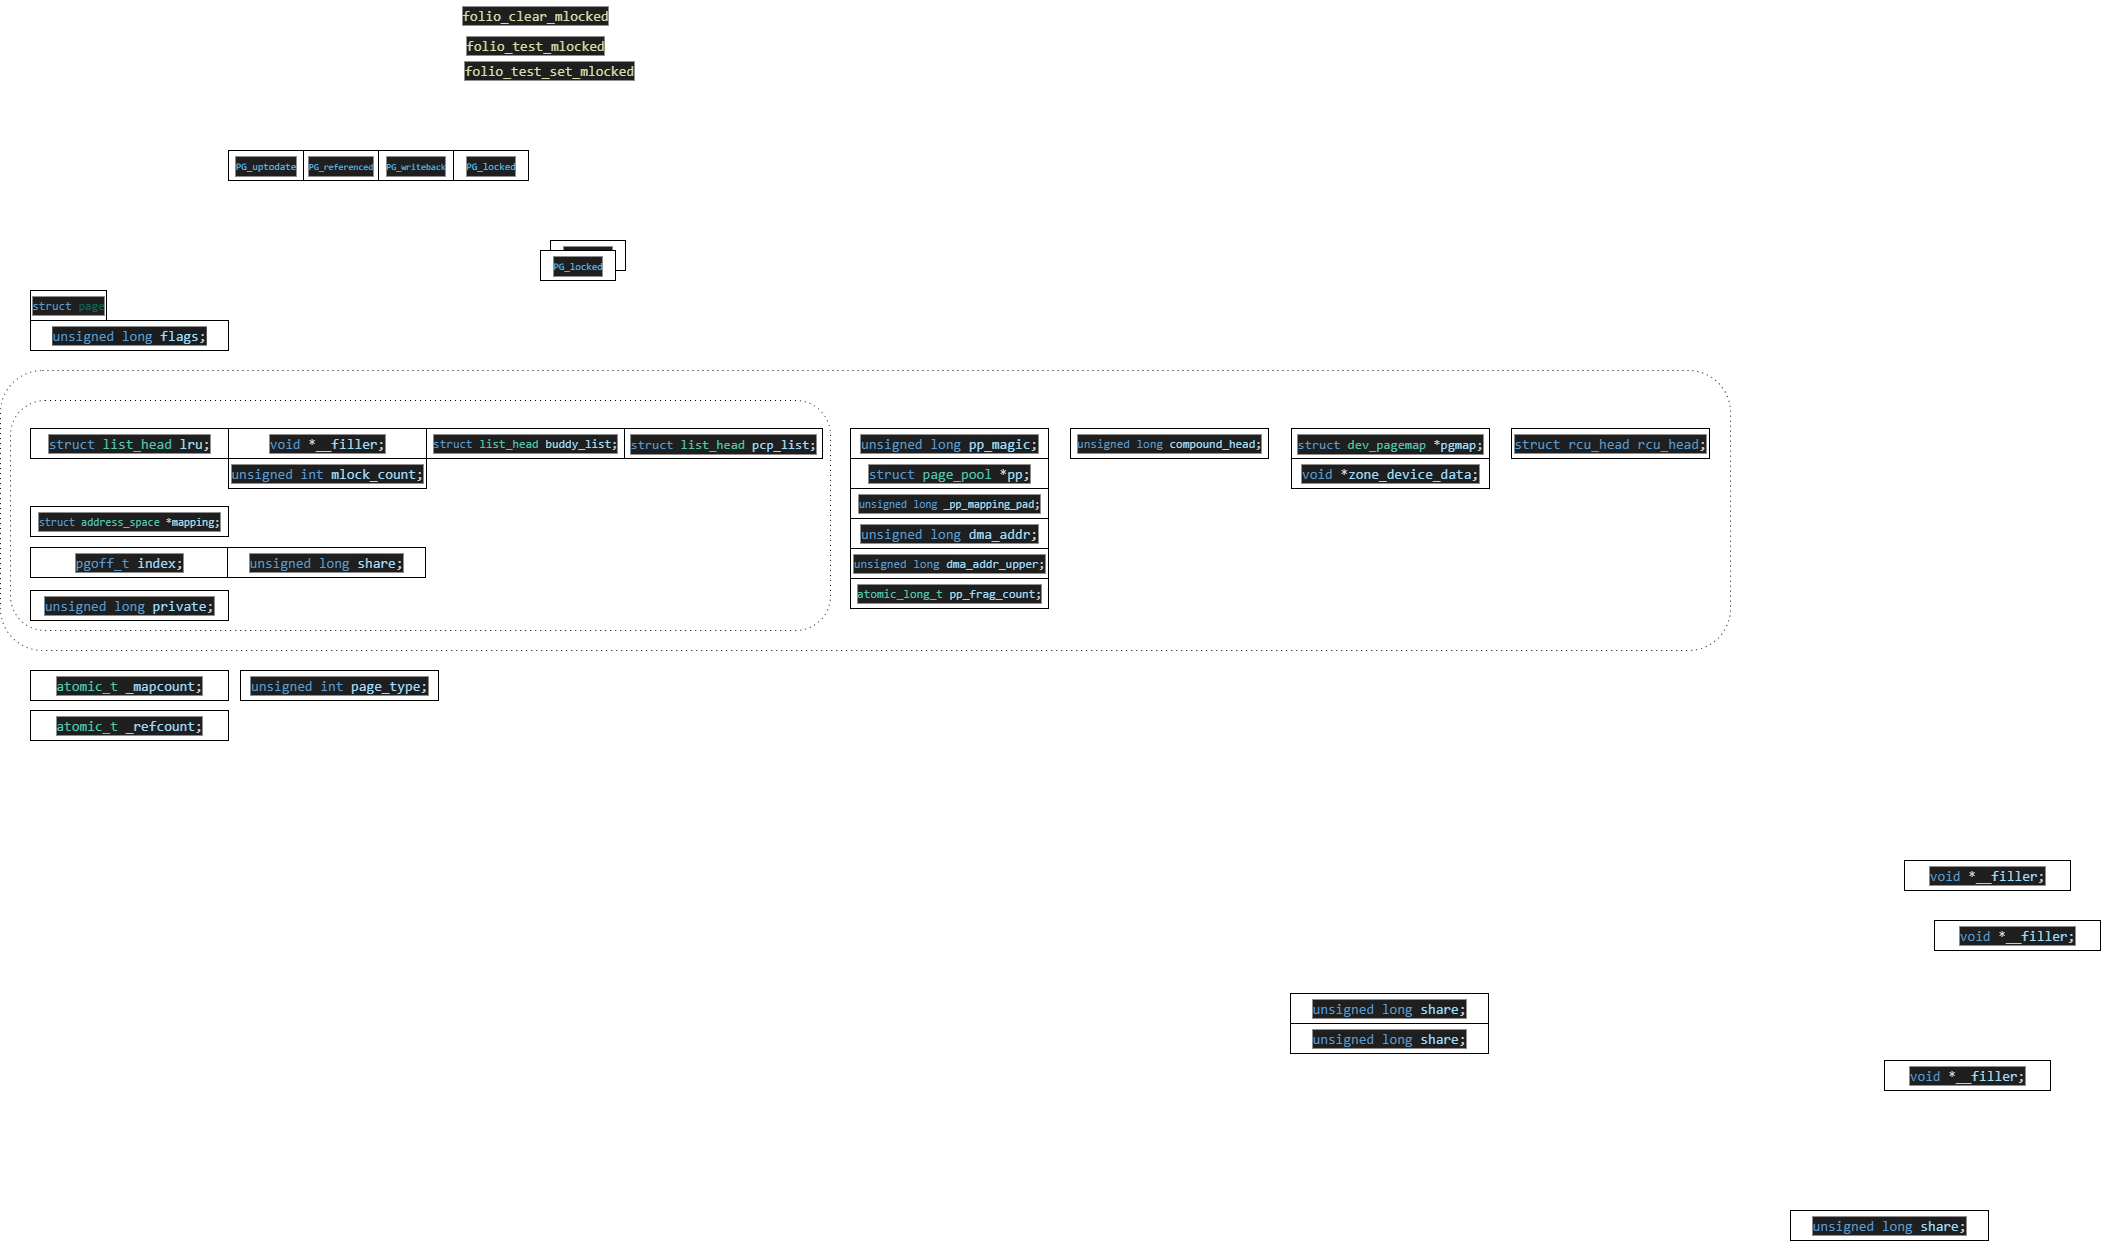 folio_clear_mlocked
folio_test_mlocked
folio_test_set_mlocked
PG_uptodate PG_referenced PG_writeback PG_locked
PG_locked
struct page
unsigned long flags;
struct list_head lru; void *__filler; struct list_head buddy_list; struct list_head pcp_list; unsigned long pp_magic; unsigned long compound_head; struct dev_pagemap *pgmap; struct rcu_head rcu_head;
unsigned int mlock_count; struct page_pool *pp; void *zone_device_data;
unsigned long _pp_mapping_pad;
struct address_space *mapping; unsigned long dma_addr;
pgoff_t index; unsigned long share; unsigned long dma_addr_upper;
unsigned long private; atomic_long_t pp_frag_count;
atomic_t _mapcount; unsigned int page_type;
atomic_t _refcount;
void *__filler;
void *__filler;
unsigned long share;
unsigned long share;
void *__filler;
unsigned long share;